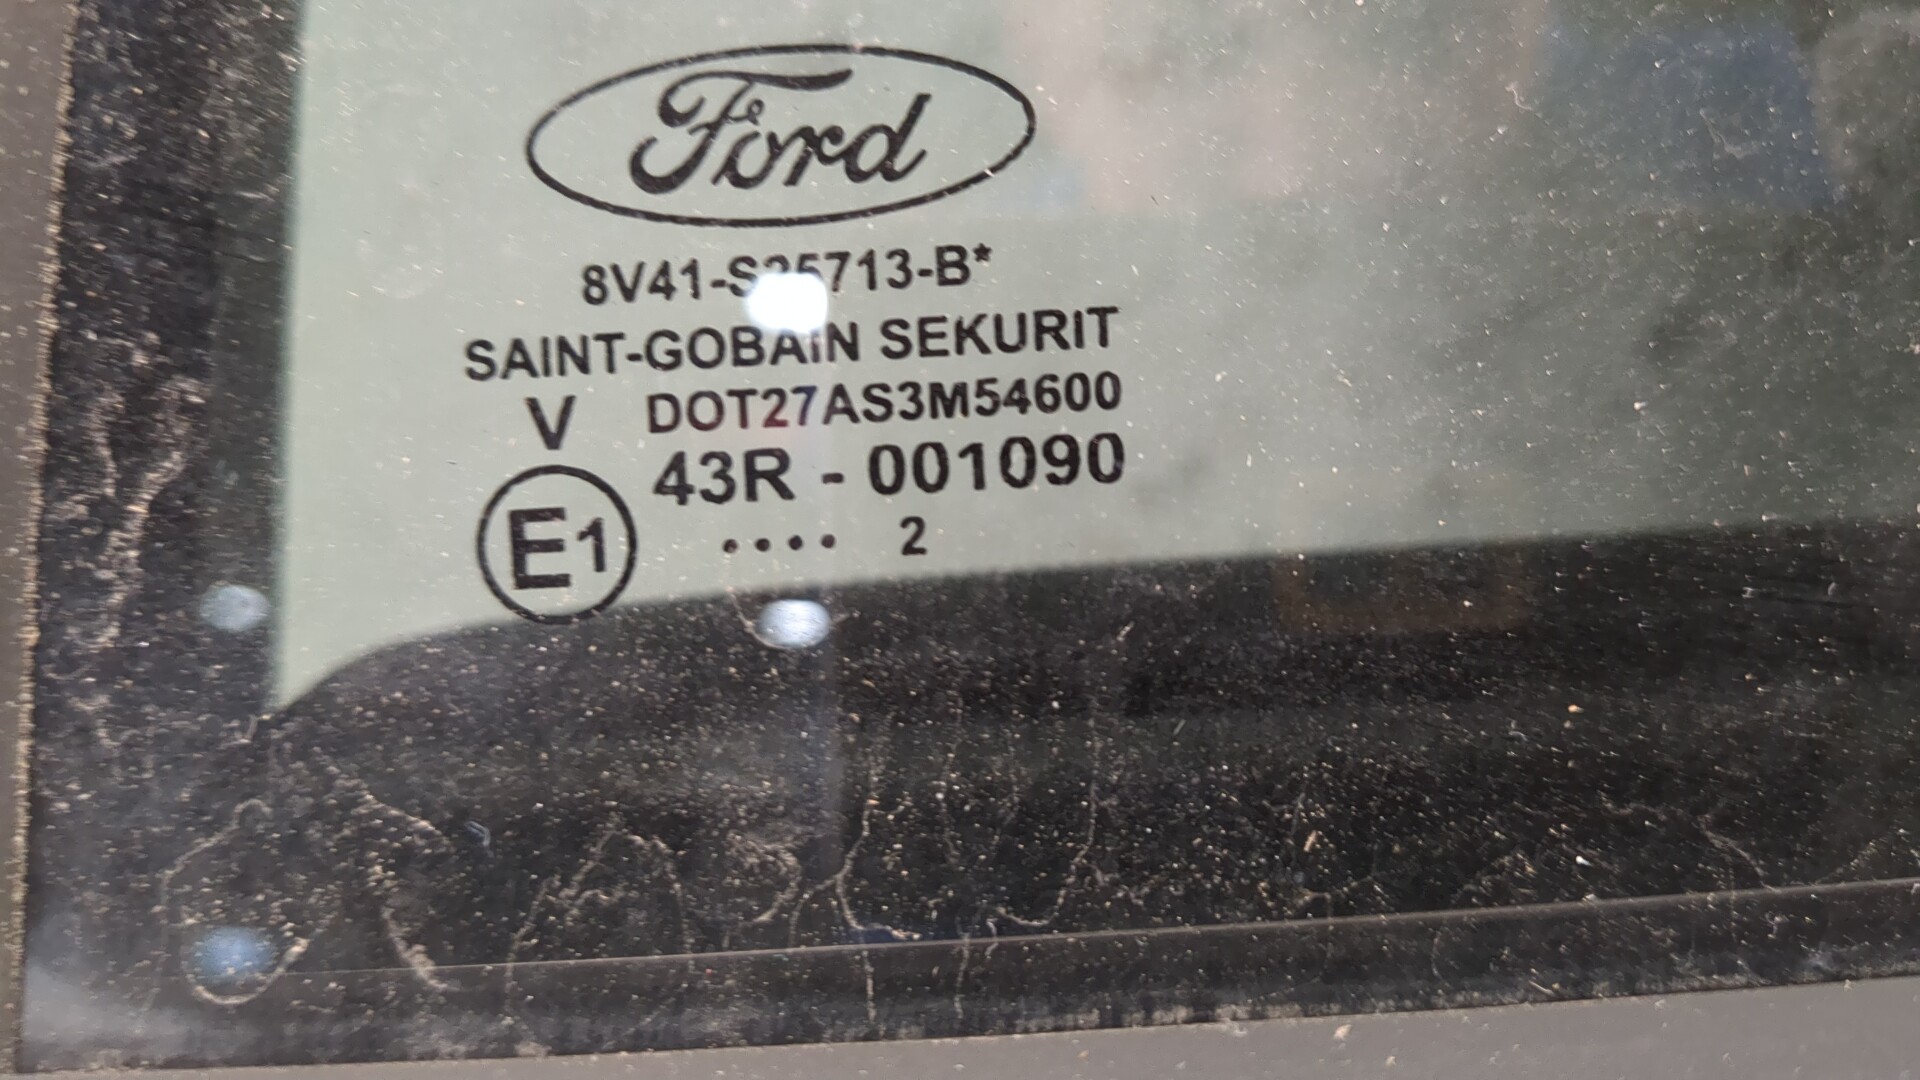 Ford
SAINT-GOBAIN SEKURIT
V DOT27AS3M54600
43R - 001090
E1 .... 2